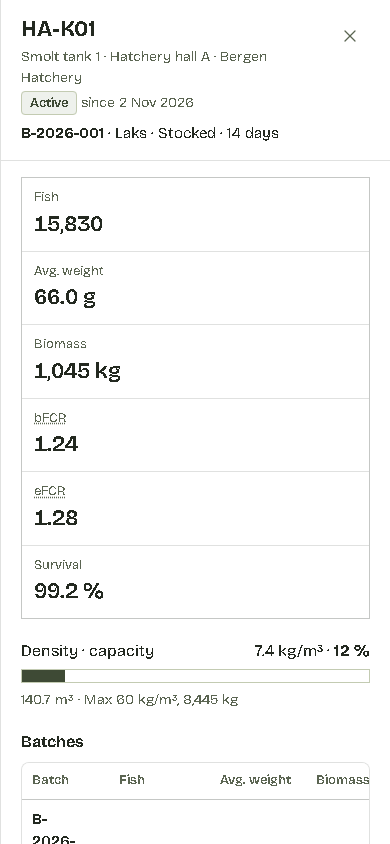 HA-K01
Smolt tank 1 · Hatchery hall A · Bergen
Hatchery
Active since 2 Nov 2026
B-2026-001 · Laks · Stocked · 14 days
Fish
15,830
Avg. weight
66.0 g
Biomass
1,045 kg
bFCR
1.24
eFCR
1.28
Survival
99.2 %
Density · capacity 7.4 kg/m³ · 12 %
140.7 m³ · Max 60 kg/m³, 8,445 kg
Batches
Batch Fish Avg. weight Biomass
B-
2026-